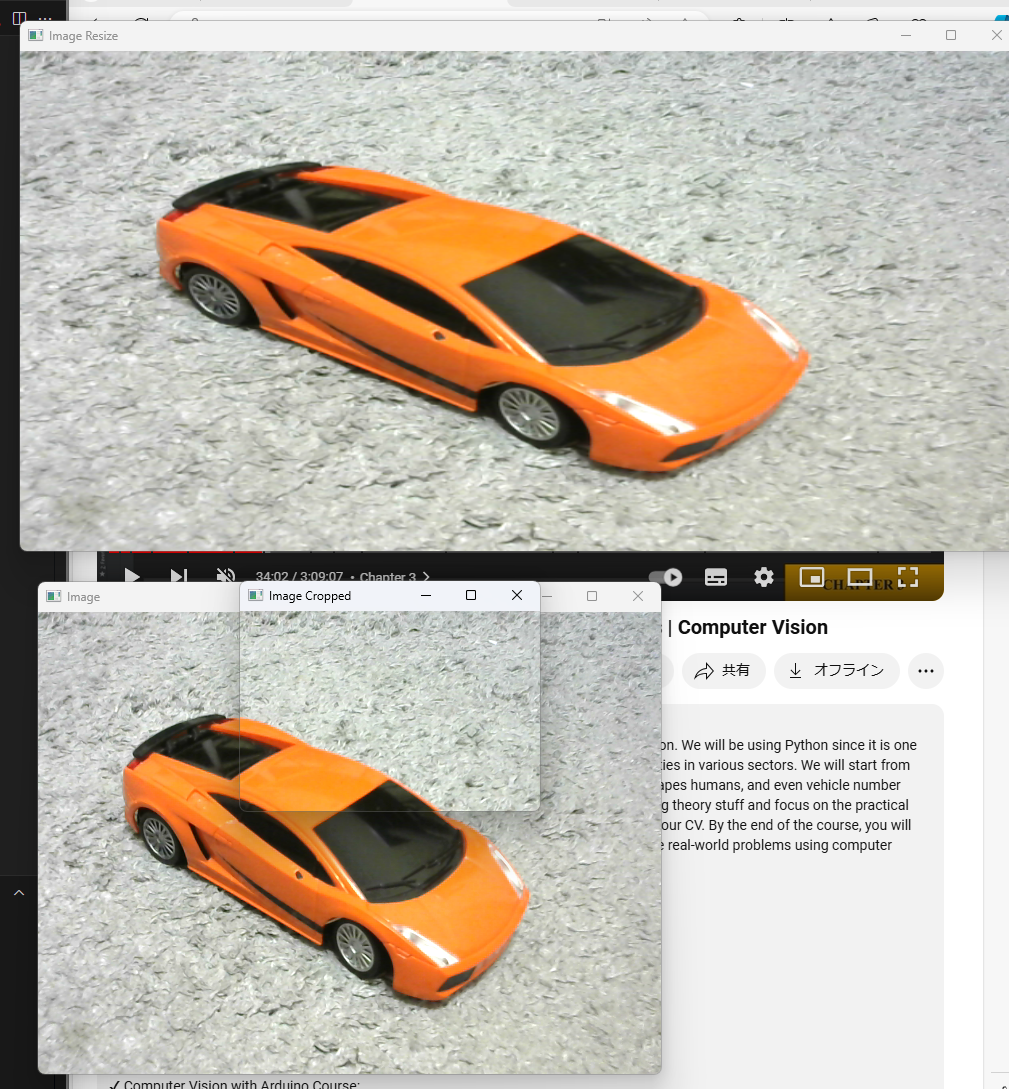 Image Resize
34:02 / 3:09:07 • Chapter 3
CHAPTER
Image
Image Cropped
| Computer Vision
共有
オフライン
on. We will be using Python since it is one
ies in various sectors. We will start from
apes humans, and even vehicle number
g theory stuff and focus on the practical
our CV. By the end of the course, you will
real-world problems using computer
✓ Computer Vision with Arduino Course: